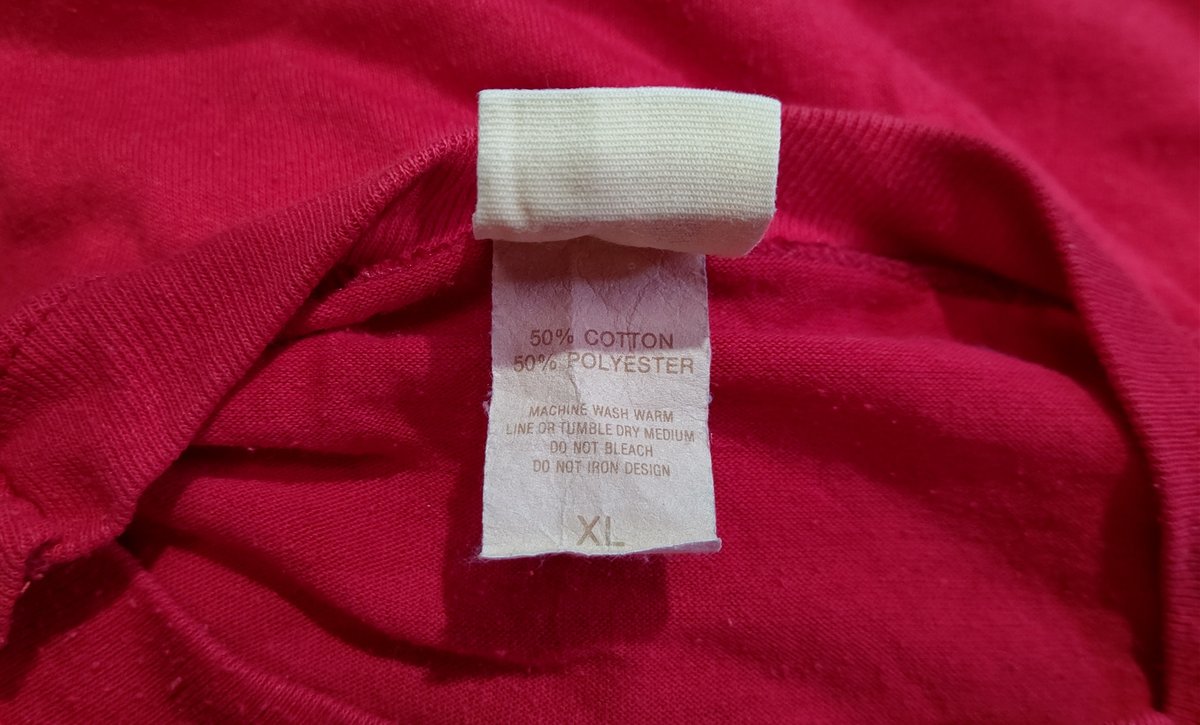 50% COTTON
50% POLYESTER
MACHINE WASH WARM
LINE OR TUMBLE DRY MEDIUM
DO NOT BLEACH
DO NOT IRON DESIGN
XL